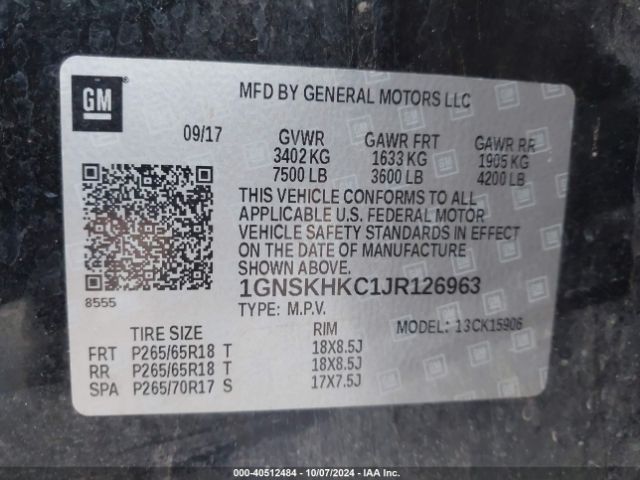 GM
MFD BY GENERAL MOTORS LLC
09/17 GVWR GAWR FRT GAWR RR
3402 KG 1633 KG 1905 KG
7500 LB 3600 LB 4200 LB
THIS VEHICLE CONFORMS TO ALL
APPLICABLE U.S. FEDERAL MOTOR
VEHICLE SAFETY STANDARDS IN EFFECT
ON THE DATE OF MANUFACTURE
SHOWN ABOVE.
8555
1GNSKHKC1JR126963
TYPE: M.P.V.
MODEL: 13CK15906
TIRE SIZE RIM
FRT P265/65R18 T 18X8.5J
RR P265/65R18 T 18X8.5J
SPA P265/70R17 S 17X7.5J
000-40512484 - 10/07/2024 - IAA Inc.